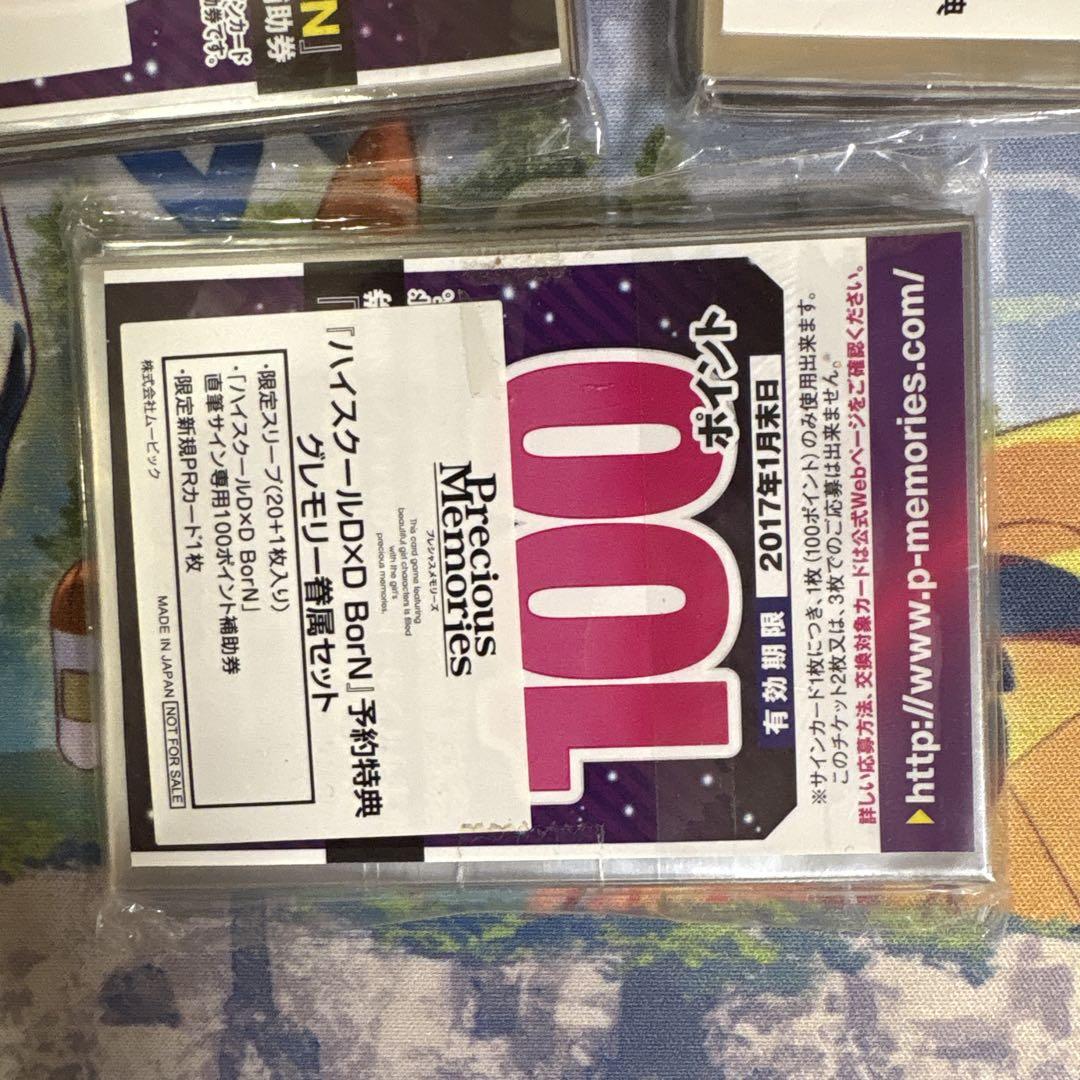 N』
補助券
ンカード
助券です。
Precious
Memories
プレシャスメモリーズ
This card game featuring
beautiful girl characters is filled
with the girl's
precious memories.
『ハイスクールD×D BorN』予約特典
グレモリー眷属セット
・限定スリーブ(20+1枚入り)
・「ハイスクールD×D BorN」
直筆サイン専用100ポイント補助券
・限定新規PRカード1枚
株式会社ムービック
MADE IN JAPAN NOT FOR SALE
100
ポイント
有効期限 2017年1月末日
※サインカード1枚につき、1枚(100ポイント)のみ使用出来ます。
このチケット2枚又は、3枚でのご応募は出来ません。
詳しい応募方法、交換対象カードは公式Webページをご確認ください。
▶http://www.p-memories.com/